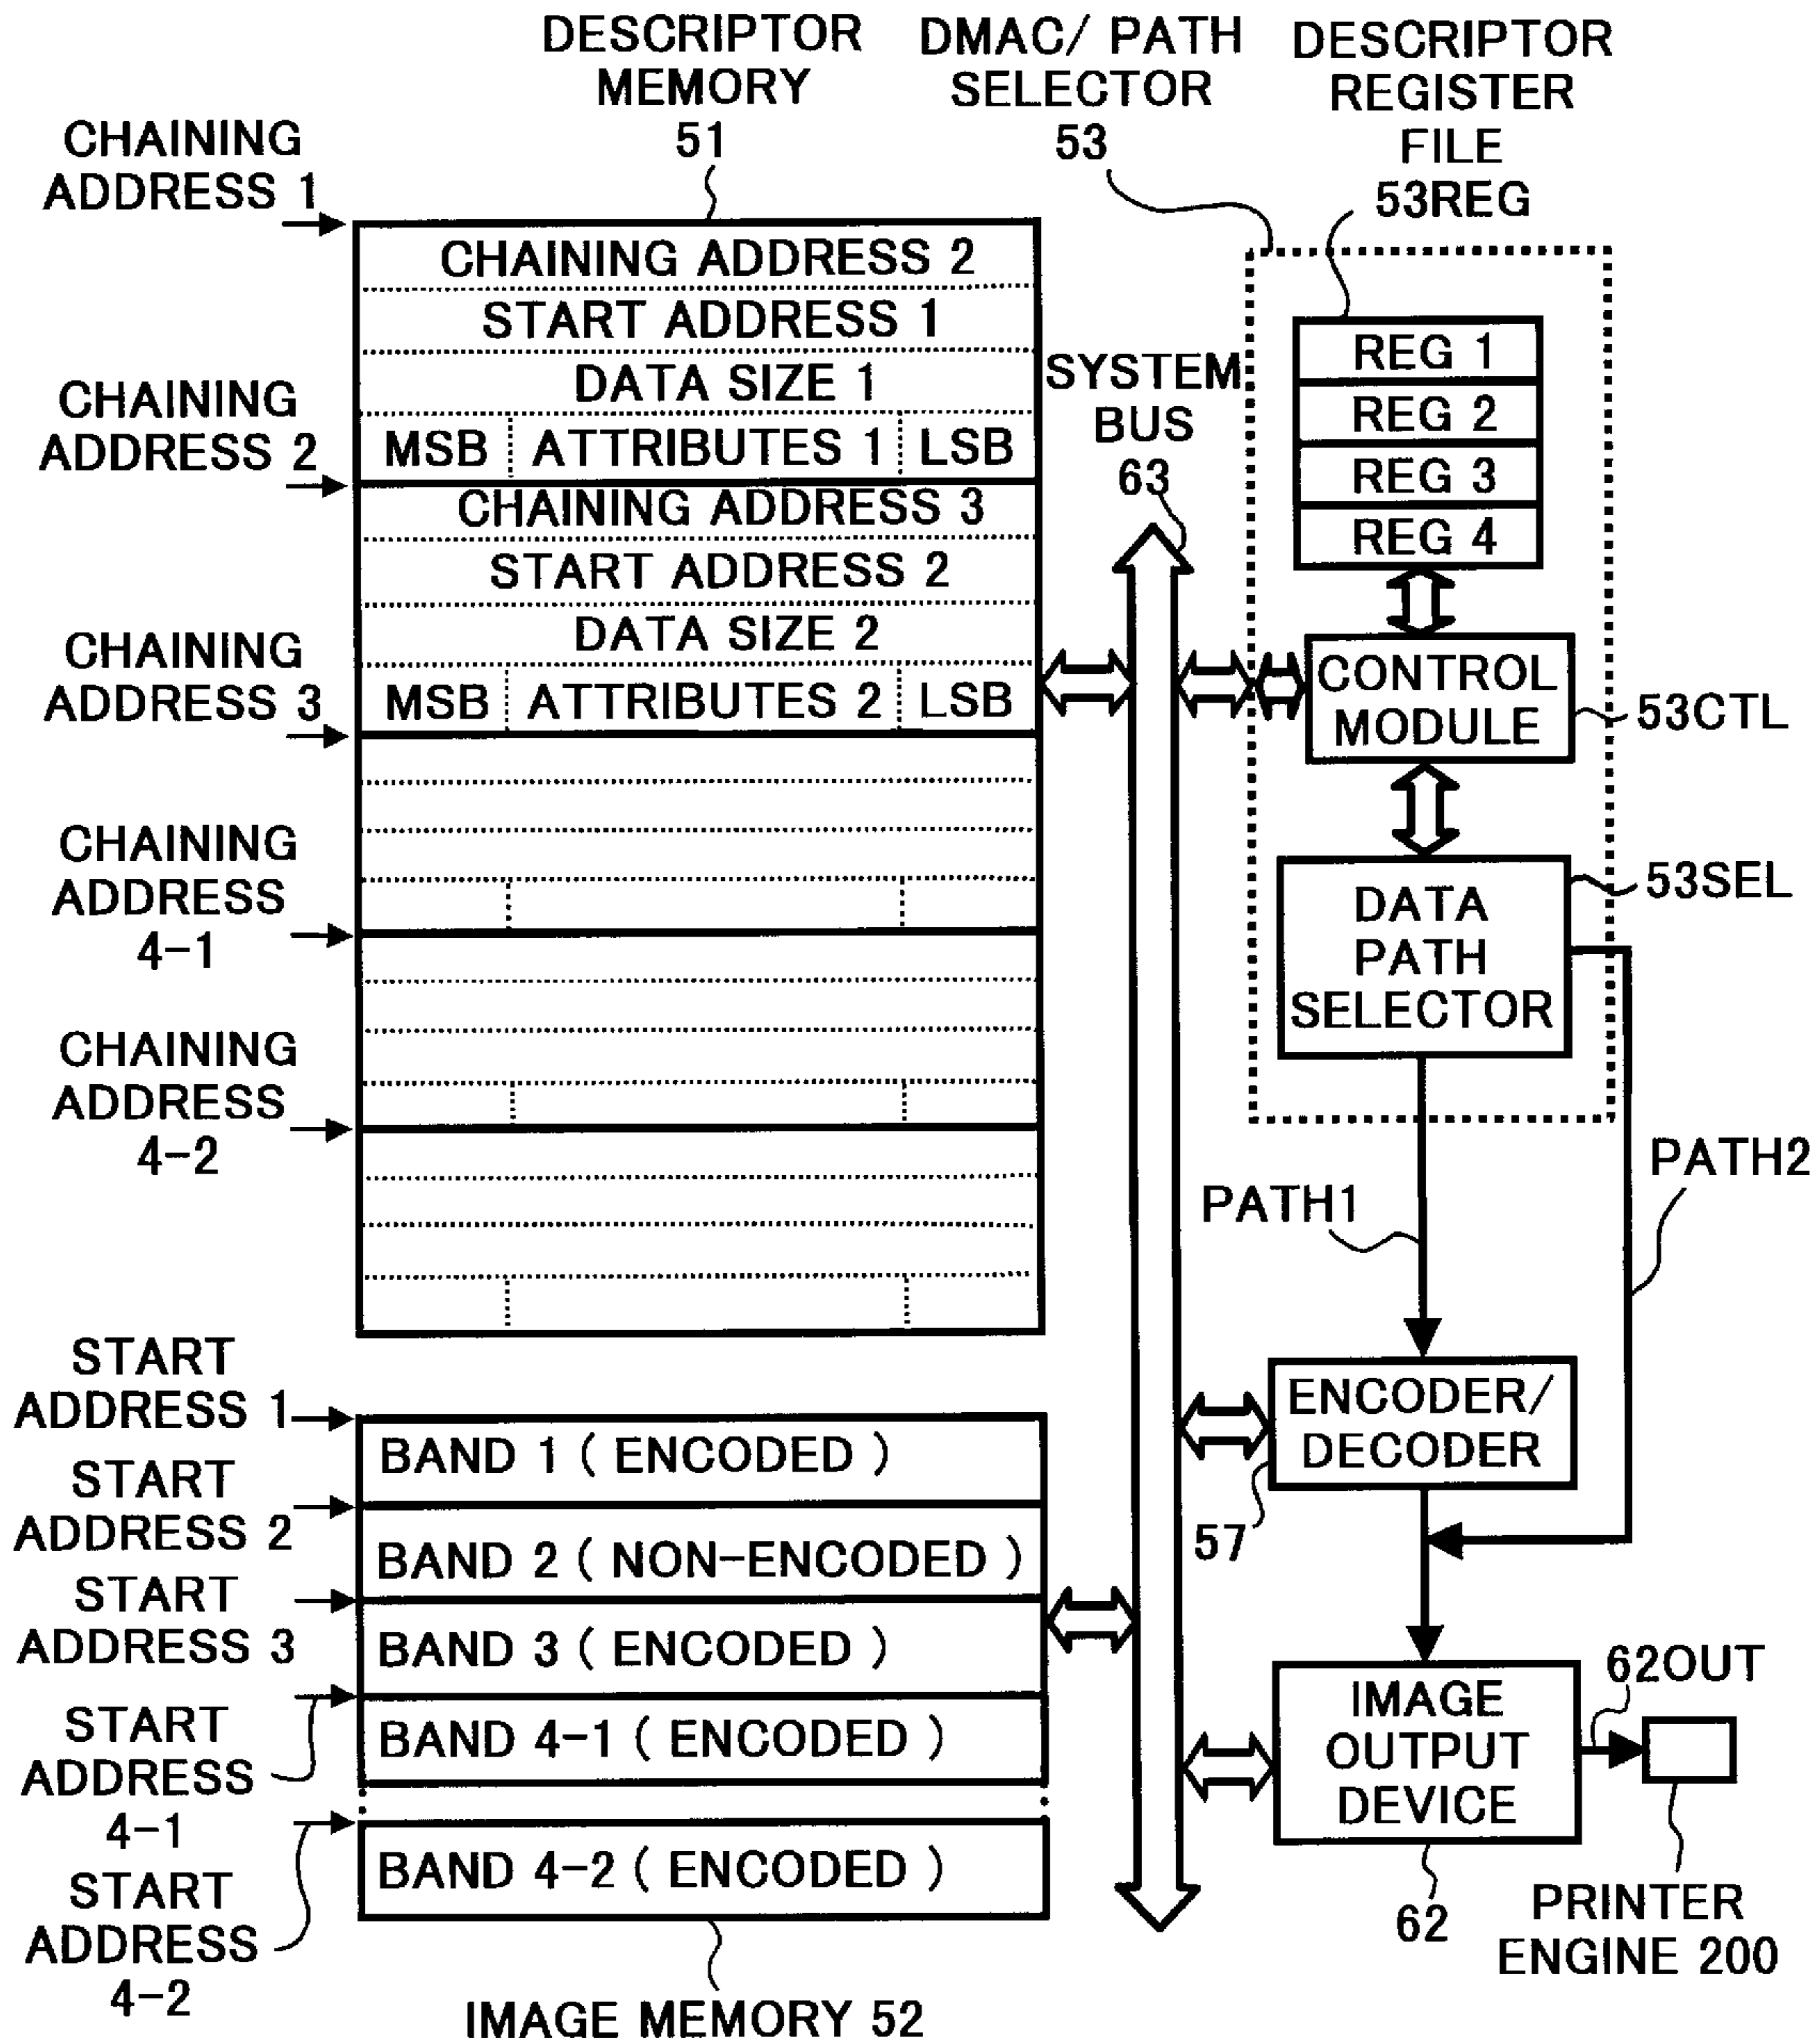 DESCRIPTOR
MEMORY
51
DMAC/ PATH
SELECTOR
53
DESCRIPTOR
REGISTER
FILE
53REG
CHAINING
ADDRESS 1
CHAINING ADDRESS 2
START ADDRESS 1
DATA SIZE 1
MSB ATTRIBUTES 1 LSB
CHAINING
ADDRESS 2
CHAINING ADDRESS 3
START ADDRESS 2
DATA SIZE 2
MSB ATTRIBUTES 2 LSB
CHAINING
ADDRESS 3
CHAINING
ADDRESS
4-1
CHAINING
ADDRESS
4-2
SYSTEM
BUS
63
REG 1
REG 2
REG 3
REG 4
CONTROL
MODULE
53CTL
DATA
PATH
SELECTOR
53SEL
PATH1
PATH2
ENCODER/
DECODER
57
START
ADDRESS 1
START
ADDRESS 2
START
ADDRESS 3
START
ADDRESS
4-1
START
ADDRESS
4-2
BAND 1 ( ENCODED )
BAND 2 ( NON-ENCODED )
BAND 3 ( ENCODED )
BAND 4-1 ( ENCODED )
BAND 4-2 ( ENCODED )
IMAGE MEMORY 52
IMAGE
OUTPUT
DEVICE
62
62OUT
PRINTER
ENGINE 200